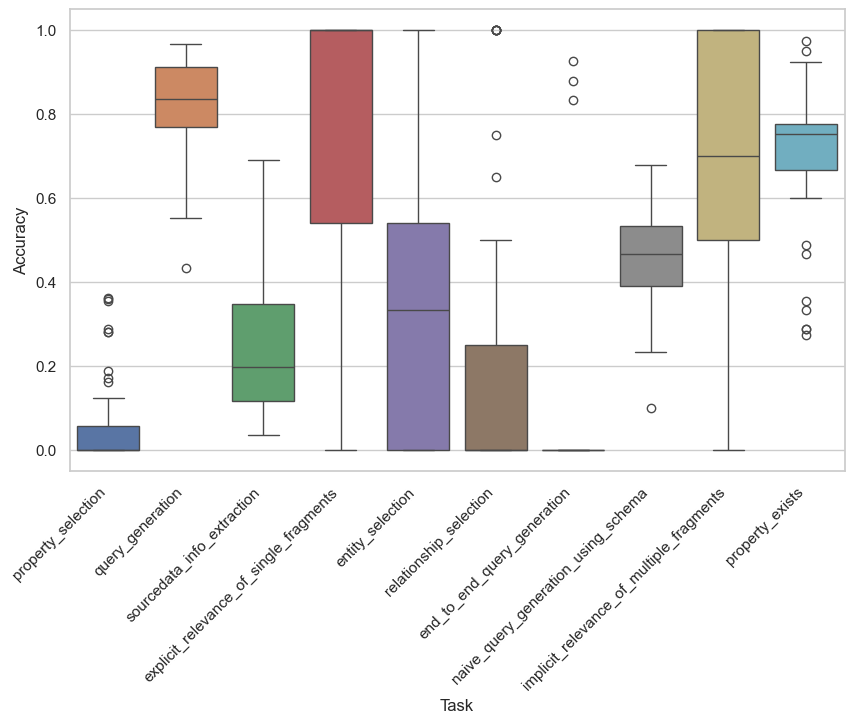 1.0
0.8
0.6
0.4
0.2
0.0
Accuracy
property_selection
query_generation
sourcedata_info_extraction
explicit_relevance_of_single_fragments
entity_selection
relationship_selection
end_to_end_query_generation
naive_query_generation_using_schema
implicit_relevance_of_multiple_fragments
property_exists
Task